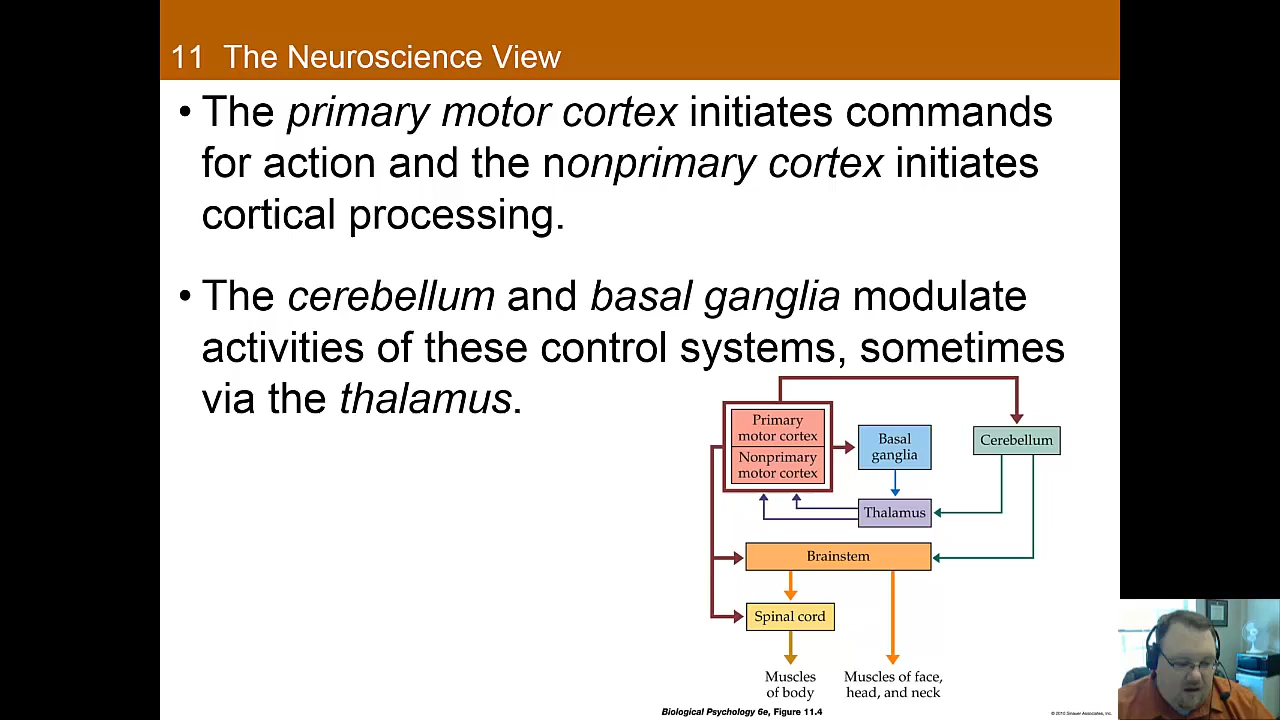 11 The Neuroscience View
• The primary motor cortex initiates commands
for action and the nonprimary cortex initiates
cortical processing.
• The cerebellum and basal ganglia modulate
activities of these control systems, sometimes
via the thalamus.
Primary
motor cortex
Nonprimary
motor cortex
Basal
ganglia
Cerebellum
Thalamus
Brainstem
Spinal cord
Muscles
of body
Muscles of face,
head, and neck
Biological Psychology 6e, Figure 11.4
© 2010 Sinauer Associates, Inc.